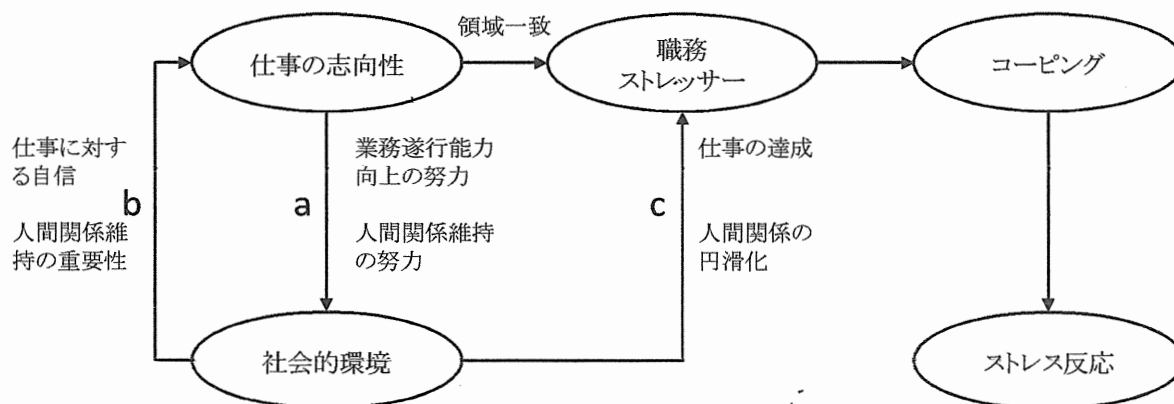 領域一致
仕事の志向性
職務
ストレッサー
コーピング
仕事に対す
る自信
業務遂行能力
向上の努力
仕事の達成
b
a
c
人間関係維
持の重要性
人間関係維持
の努力
人間関係の
円滑化
社会的環境
ストレス反応